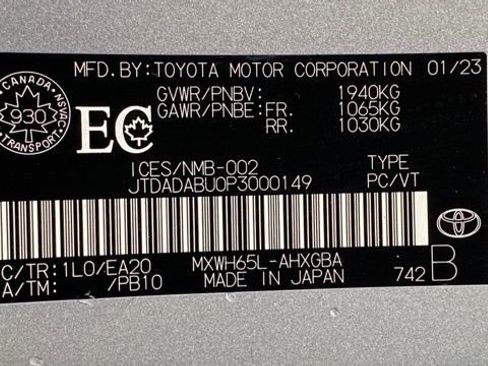 MFD.BY:TOYOTA MOTOR CORPORATION 01/23
GVWR/PNBV: 1940KG
GAWR/PNBE:FR. 1065KG
RR. 1030KG
CANADA
930
TRANSPORT
NSVAC
EC
ICES/NMB-002 TYPE
JTDADABU0P3000149 PC/VT
C/TR:1L0/EA20 MXWH65L-AHXGBA
A/TM: /PB10 MADE IN JAPAN 742 B